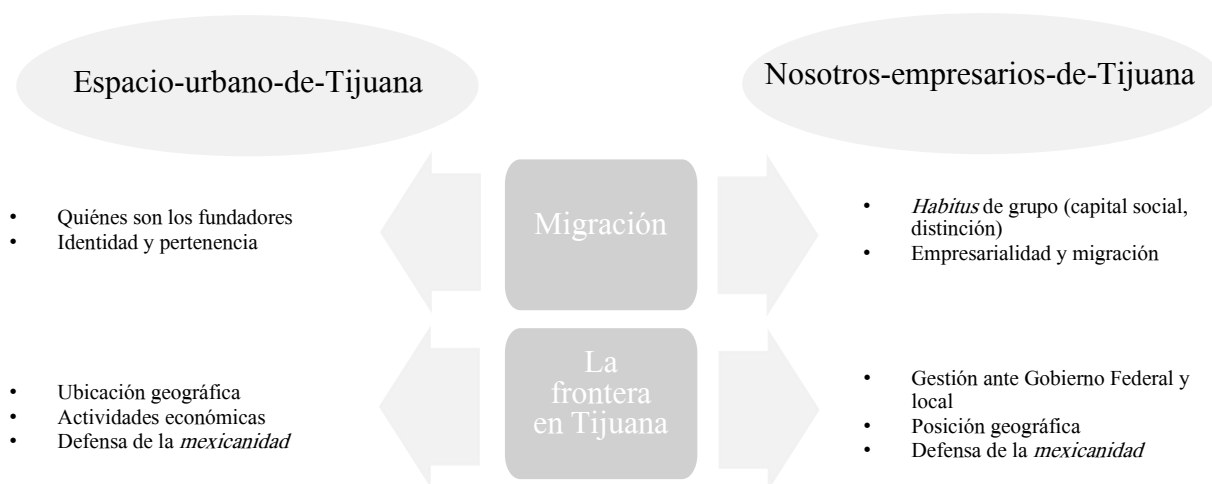 Espacio-urbano-de-Tijuana
Nosotros-empresarios-de-Tijuana
• Quiénes son los fundadores
• Identidad y pertenencia
Migración
• Habitus de grupo (capital social,
distinción)
• Empresarialidad y migración
• Ubicación geográfica
• Actividades económicas
• Defensa de la mexicanidad
La
frontera
en Tijuana
• Gestión ante Gobierno Federal y
local
• Posición geográfica
• Defensa de la mexicanidad